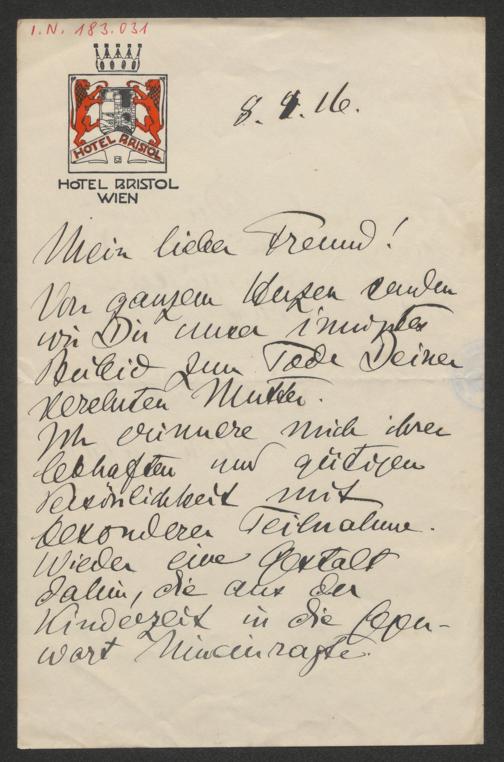 I.N. 183.031
HOTEL BRISTOL
HOTEL BRISTOL
WIEN
8. 9. 16.
Mein lieber Freund!
Von ganzem Herzen senden
wir Dir unser innigstes
Beileid zum Tode Deiner
verehrten Mutter.
Ich erinnere mich ihrer
lebhaften und gütigen
Persönlichkeit mit
besonderer Teilnahme.
Wieder eine Gestalt
dahin, die aus der
Kinderzeit in die Gegen-
wart hineinragte.